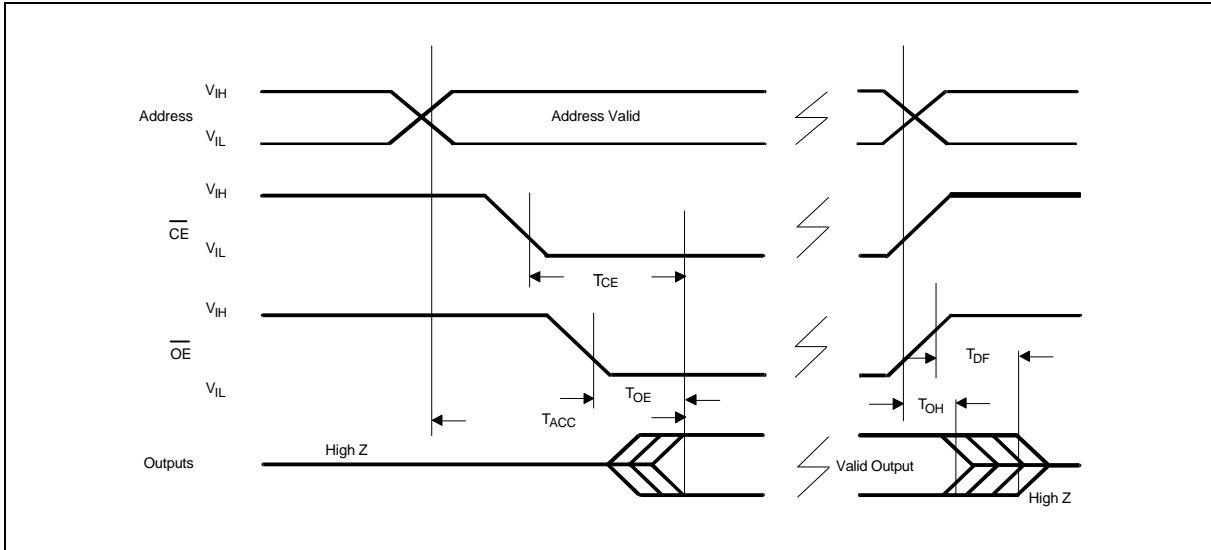 VIH
Address
Address Valid
VIL
VIH
CE
VIL
TCE
VIH
OE
TDF
VIL
TOE
TOH
TACC
High Z
Outputs
Valid Output
High Z